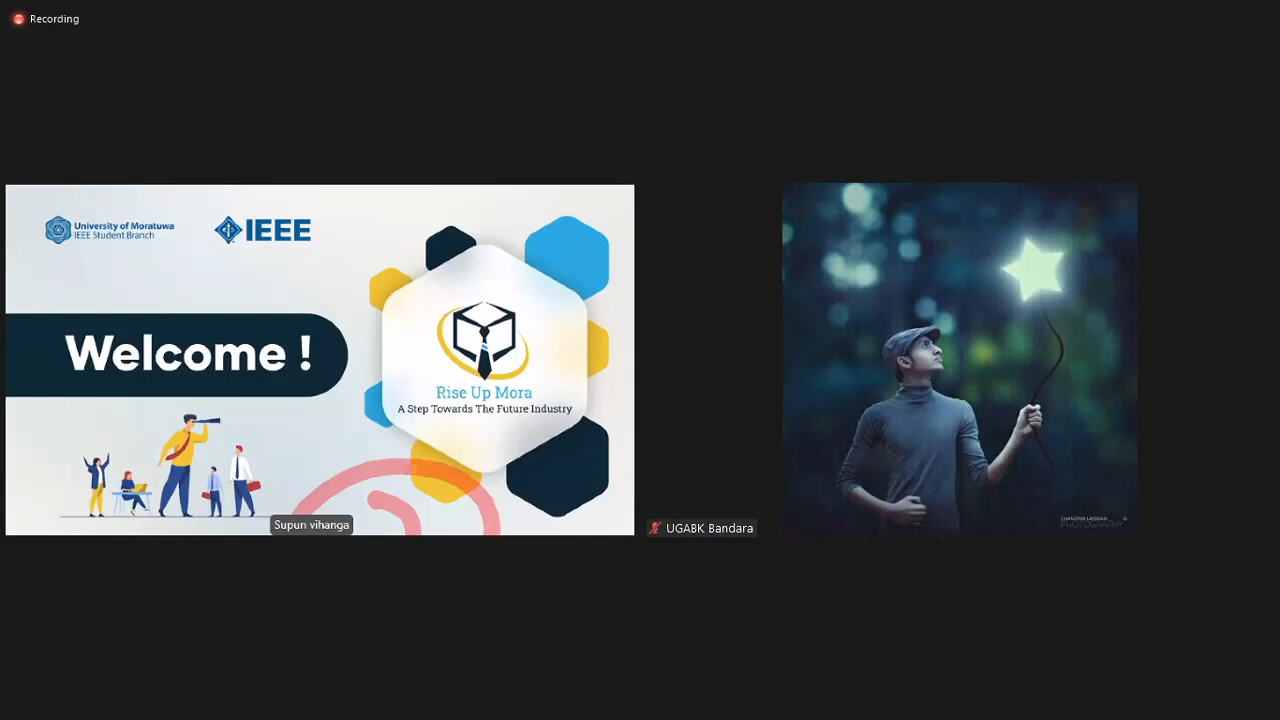 Recording
University of Moratuwa
IEEE Student Branch
IEEE
Welcome !
Rise Up Mora
A Step Towards The Future Industry
Supun vihanga
UGABK Bandara
PHOTOGRAPHY